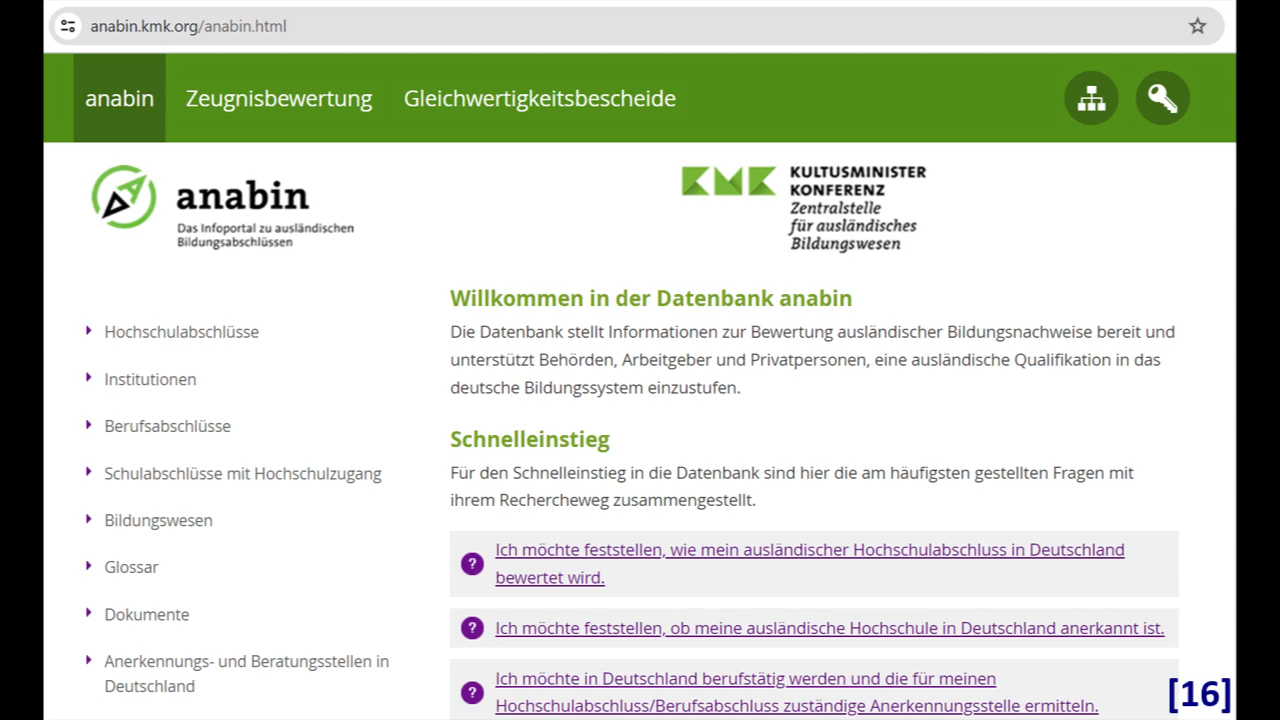 anabin.kmk.org/anabin.html
anabin Zeugnisbewertung Gleichwertigkeitsbescheide
anabin
Das Infoportal zu ausländischen
Bildungsabschlüssen
KMK
KULTUSMINISTER
KONFERENZ
Zentralstelle
für ausländisches
Bildungswesen
Hochschulabschlüsse
Institutionen
Berufsabschlüsse
Schulabschlüsse mit Hochschulzugang
Bildungswesen
Glossar
Dokumente
Anerkennungs- und Beratungsstellen in
Deutschland
Willkommen in der Datenbank anabin
Die Datenbank stellt Informationen zur Bewertung ausländischer Bildungsnachweise bereit und
unterstützt Behörden, Arbeitgeber und Privatpersonen, eine ausländische Qualifikation in das
deutsche Bildungssystem einzustufen.
Schnelleinstieg
Für den Schnelleinstieg in die Datenbank sind hier die am häufigsten gestellten Fragen mit
ihrem Rechercheweg zusammengestellt.
? Ich möchte feststellen, wie mein ausländischer Hochschulabschluss in Deutschland
bewertet wird.
? Ich möchte feststellen, ob meine ausländische Hochschule in Deutschland anerkannt ist.
? Ich möchte in Deutschland berufstätig werden und die für meinen
Hochschulabschluss/Berufsabschluss zuständige Anerkennungsstelle ermitteln.
[16]